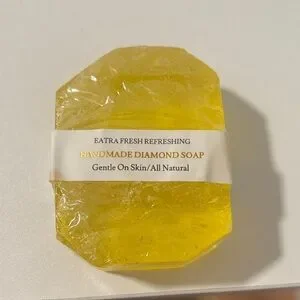 EATRA FRESH REFRESHING
HANDMADE DIAMOND SOAP
Gentle On Skin/All Natural